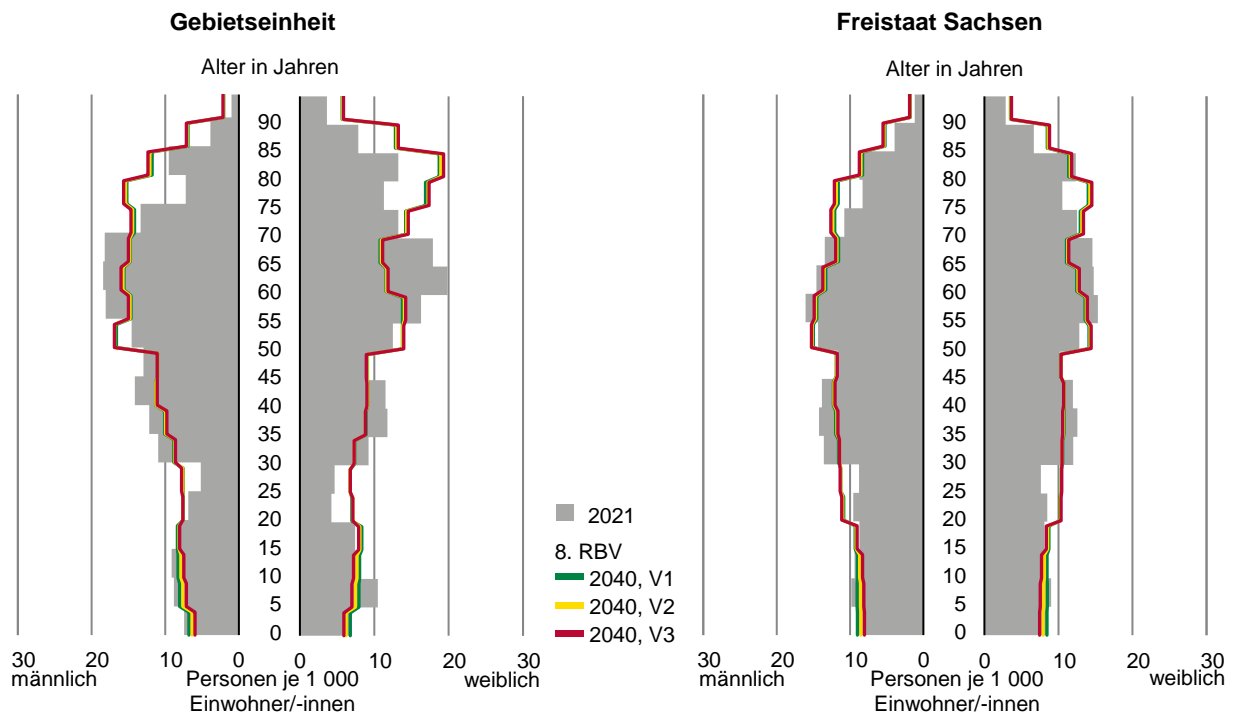 Gebietseinheit
Alter in Jahren
90
85
80
75
70
65
60
55
50
45
40
35
30
25
20
15
10
5
0
30 20 10 0 0 10 20 30
männlich Personen je 1 000 weiblich
Einwohner/-innen
2021
8. RBV
2040, V1
2040, V2
2040, V3
Freistaat Sachsen
Alter in Jahren
90
85
80
75
70
65
60
55
50
45
40
35
30
25
20
15
10
5
0
30 20 10 0 0 10 20 30
männlich Personen je 1 000 weiblich
Einwohner/-innen